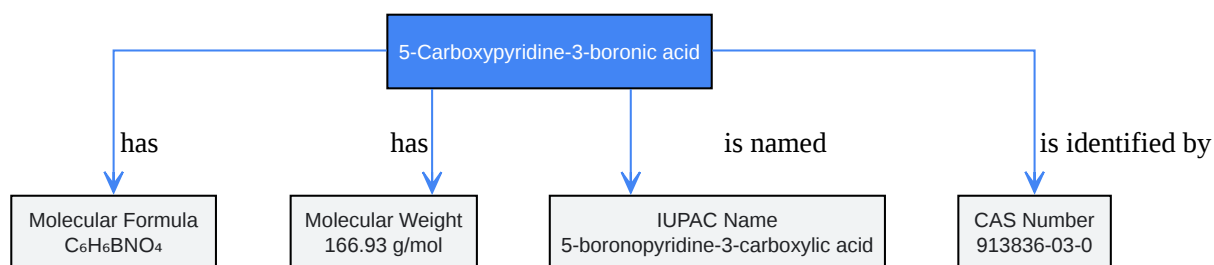 5-Carboxypyridine-3-boronic acid
has
has
is named
is identified by
Molecular Formula
C₆H₆BNO₄
Molecular Weight
166.93 g/mol
IUPAC Name
5-boronopyridine-3-carboxylic acid
CAS Number
913836-03-0